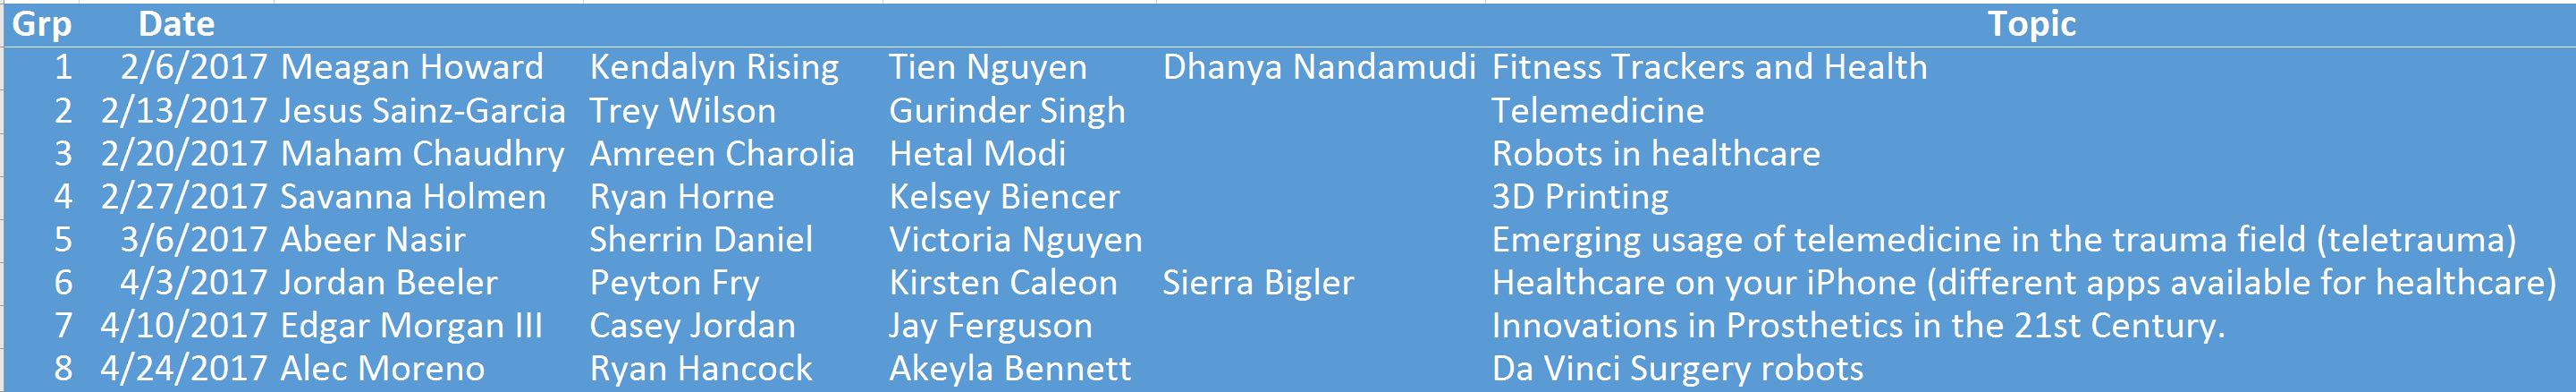 Grp Date Topic
1 2/6/2017 Meagan Howard Kendalyn Rising Tien Nguyen Dhanya Nandamudi Fitness Trackers and Health
2 2/13/2017 Jesus Sainz-Garcia Trey Wilson Gurinder Singh Telemedicine
3 2/20/2017 Maham Chaudhry Amreen Charolia Hetal Modi Robots in healthcare
4 2/27/2017 Savanna Holmen Ryan Horne Kelsey Biencer 3D Printing
5 3/6/2017 Abeer Nasir Sherrin Daniel Victoria Nguyen Emerging usage of telemedicine in the trauma field (teletrauma)
6 4/3/2017 Jordan Beeler Peyton Fry Kirsten Caleon Sierra Bigler Healthcare on your iPhone (different apps available for healthcare)
7 4/10/2017 Edgar Morgan III Casey Jordan Jay Ferguson Innovations in Prosthetics in the 21st Century.
8 4/24/2017 Alec Moreno Ryan Hancock Akeyla Bennett Da Vinci Surgery robots